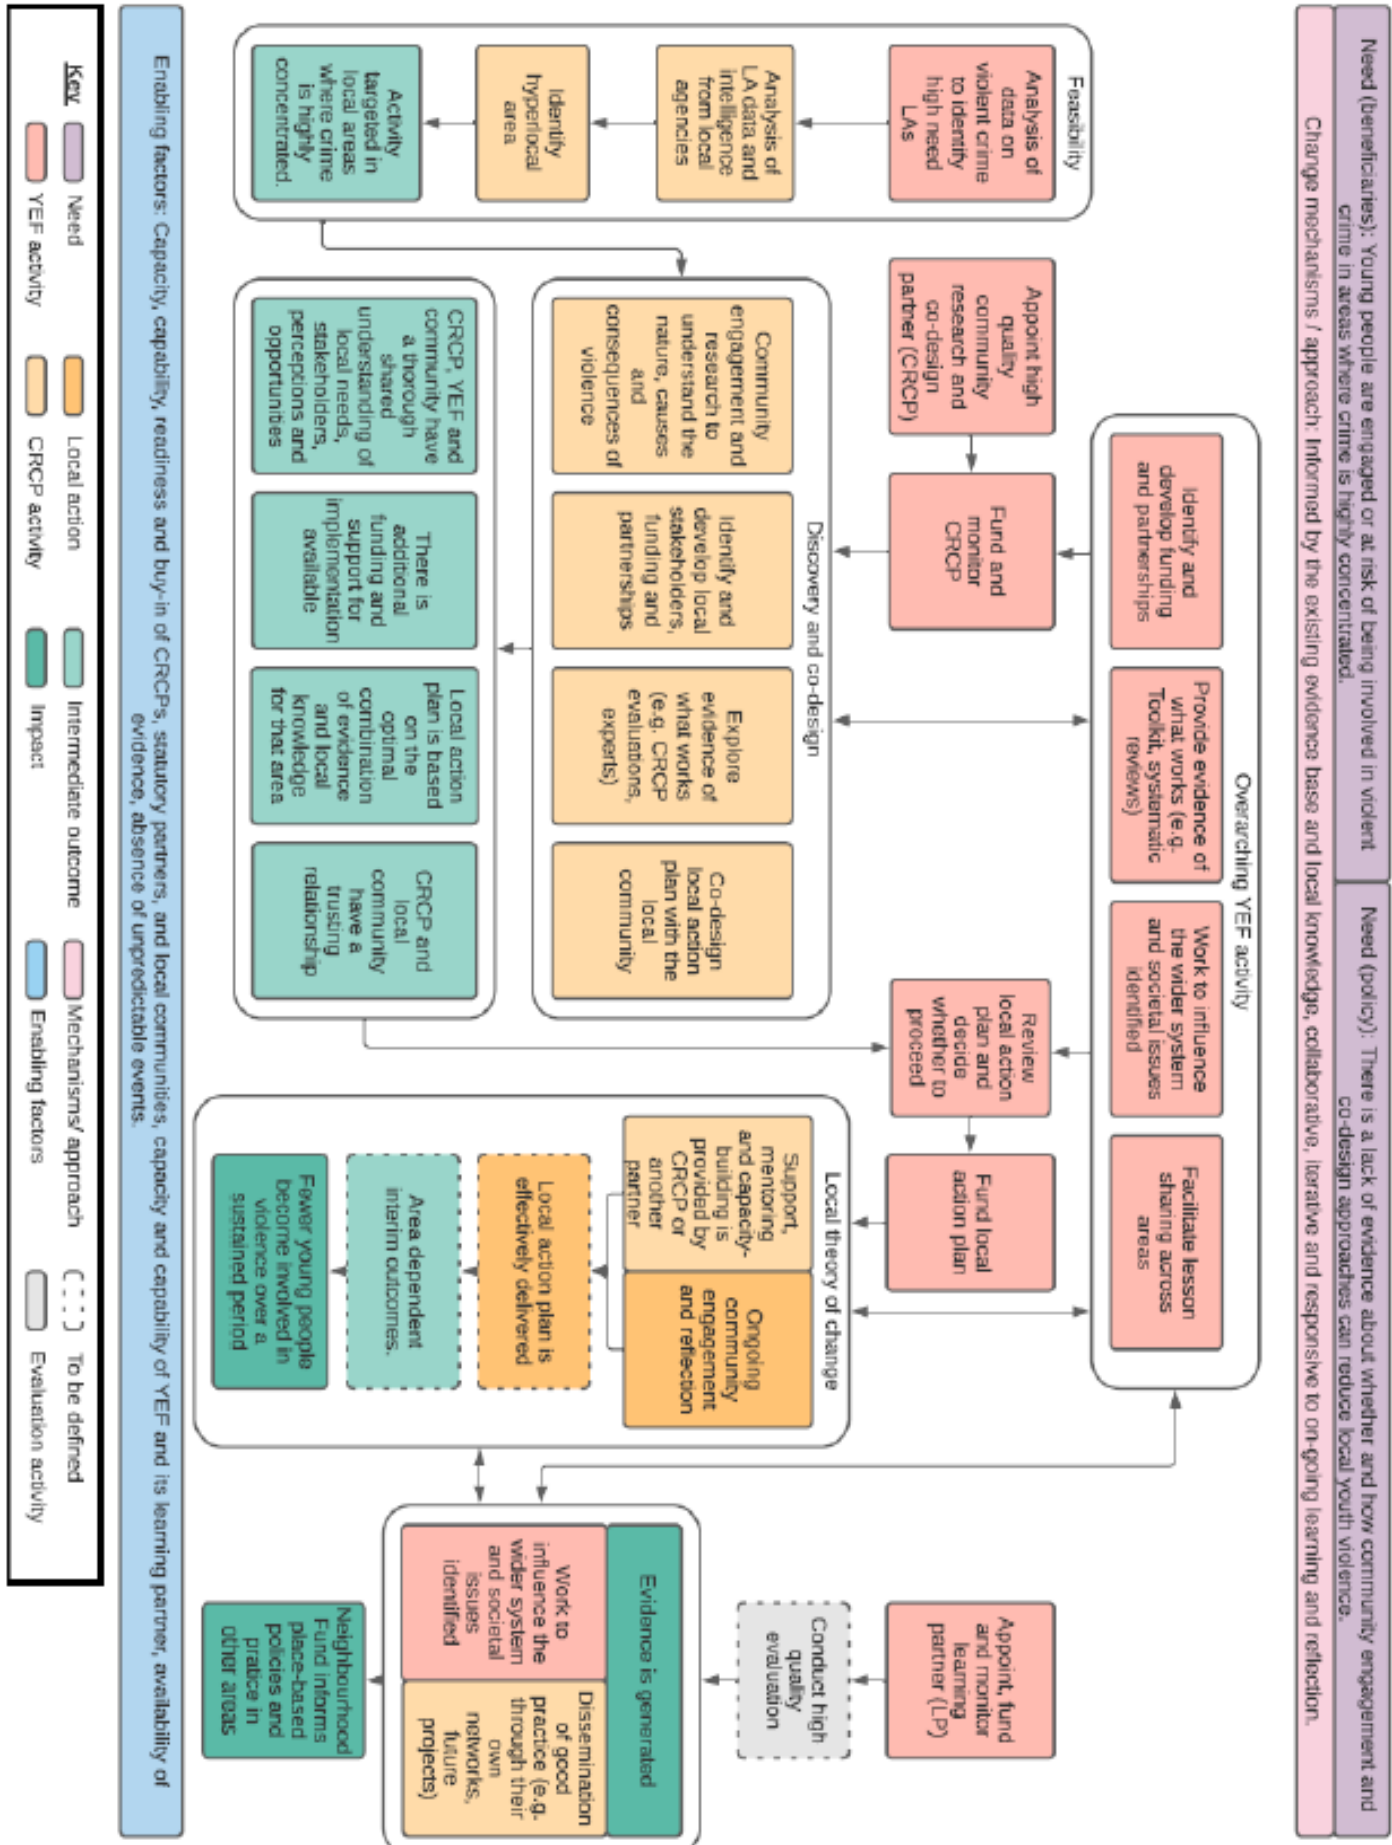 Need (beneficiaries): Young people are engaged or at risk of being involved in violent
crime in areas where crime is highly concentrated.
Need (policy): There is a lack of evidence about whether and how community engagement and
co-design approaches can reduce local youth violence.
Change mechanisms / approach: Informed by the existing evidence base and local knowledge, collaborative, iterative and responsive to on-going learning and reflection.
Overarching YEF activity
Identify and
develop funding
and partnerships
Provide evidence of
what works (e.g.
Toolkit, systematic
reviews)
Work to influence
the wider system
and societal issues
identified
Facilitate lesson
sharing across
areas
Feasibility
Analysis of
data on
violent crime
to identify
high need
LAs
Analysis of
LA data and
intelligence
from local
agencies
Identify
hyperlocal
area
Activity
targeted in
local areas
where crime
is highly
concentrated.
Appoint high
quality
community
research and
co-design
partner (CRCP)
Fund and
monitor
CRCP
Discovery and co-design
Community
engagement and
research to
understand the
nature, causes
and
consequences of
violence
Identify and
develop local
stakeholders,
funding and
partnerships
Explore
evidence of
what works
(e.g. CRCP
evaluations,
experts)
Co-design
local action
plan with the
local
community
CRCP, YEF and
community have
a thorough
shared
understanding of
local needs,
stakeholders,
perceptions and
opportunities
There is
additional
funding and
support for
implementation
available
Local action
plan is based
on the
optimal
combination
of evidence
and local
knowledge
for that area
CRCP and
local
community
have a
trusting
relationship
Review
local action
plan and
decide
whether to
proceed
Fund local
action plan
Local theory of change
Support,
mentoring
and capacity-
building is
provided by
CRCP or
another
partner
Ongoing
community
engagement
and reflection
Local action plan is
effectively delivered
Area dependent
interim outcomes.
Fewer young people
become involved in
violence over a
sustained period
Appoint, fund
and monitor
learning
partner (LP)
Conduct high
quality
evaluation
Evidence is generated
Work to
influence the
wider system
and societal
issues
identified
Dissemination
of good
practice (e.g.
through their
own
networks,
future
projects)
Neighbourhood
Fund informs
place-based
policies and
pratice in
other areas
Enabling factors: Capacity, capability, readiness and buy-in of CRCPs, statutory partners, and local communities, capacity and capability of YEF and its learning partner, availability of
evidence, absence of unpredictable events.
Key
Need
Local action
Intermediate outcome
Mechanisms/ approach
To be defined
YEF activity
CRCP activity
Impact
Enabling factors
Evaluation activity